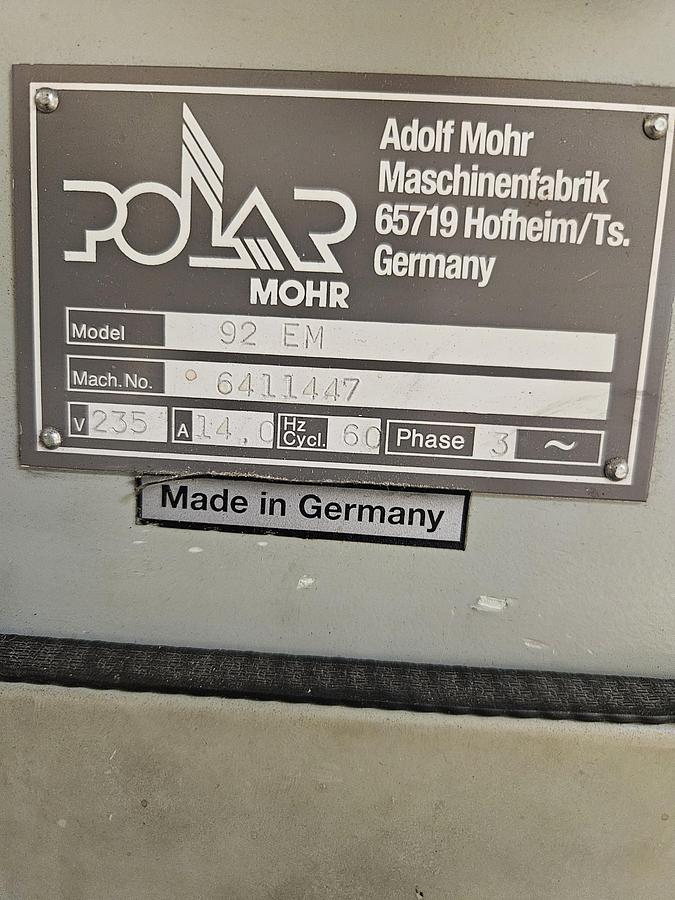 POLAR
MOHR
Adolf Mohr
Maschinenfabrik
65719 Hofheim/Ts.
Germany
Model 92 EM
Mach. No. 6411447
V 235 A 14,0 Hz Cycl. 60 Phase 3 ~
Made in Germany